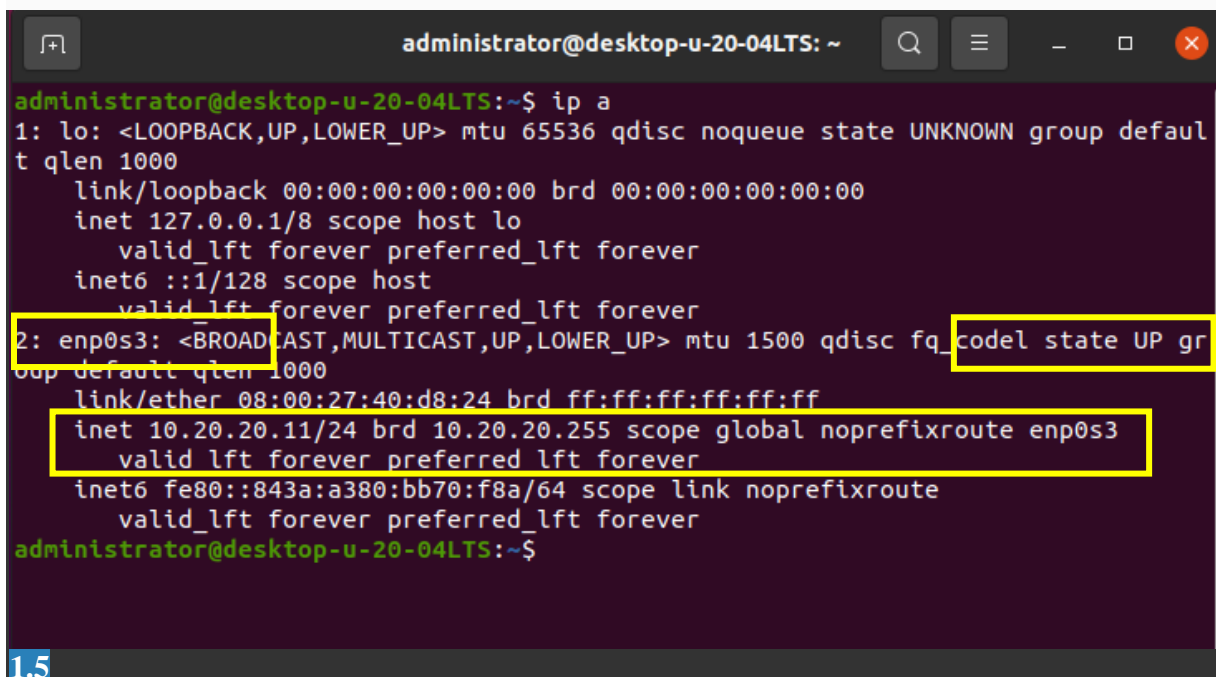 administrator@desktop-u-20-04LTS: ~
administrator@desktop-u-20-04LTS:~$ ip a
1: lo: <LOOPBACK,UP,LOWER_UP> mtu 65536 qdisc noqueue state UNKNOWN group defaul
t qlen 1000
    link/loopback 00:00:00:00:00:00 brd 00:00:00:00:00:00
    inet 127.0.0.1/8 scope host lo
       valid_lft forever preferred_lft forever
    inet6 ::1/128 scope host
       valid_lft forever preferred_lft forever
2: enp0s3: <BROADCAST,MULTICAST,UP,LOWER_UP> mtu 1500 qdisc fq_codel state UP gr
oup default qlen 1000
    link/ether 08:00:27:40:d8:24 brd ff:ff:ff:ff:ff:ff
    inet 10.20.20.11/24 brd 10.20.20.255 scope global noprefixroute enp0s3
       valid_lft forever preferred_lft forever
    inet6 fe80::843a:a380:bb70:f8a/64 scope link noprefixroute
       valid_lft forever preferred_lft forever
administrator@desktop-u-20-04LTS:~$
1.5